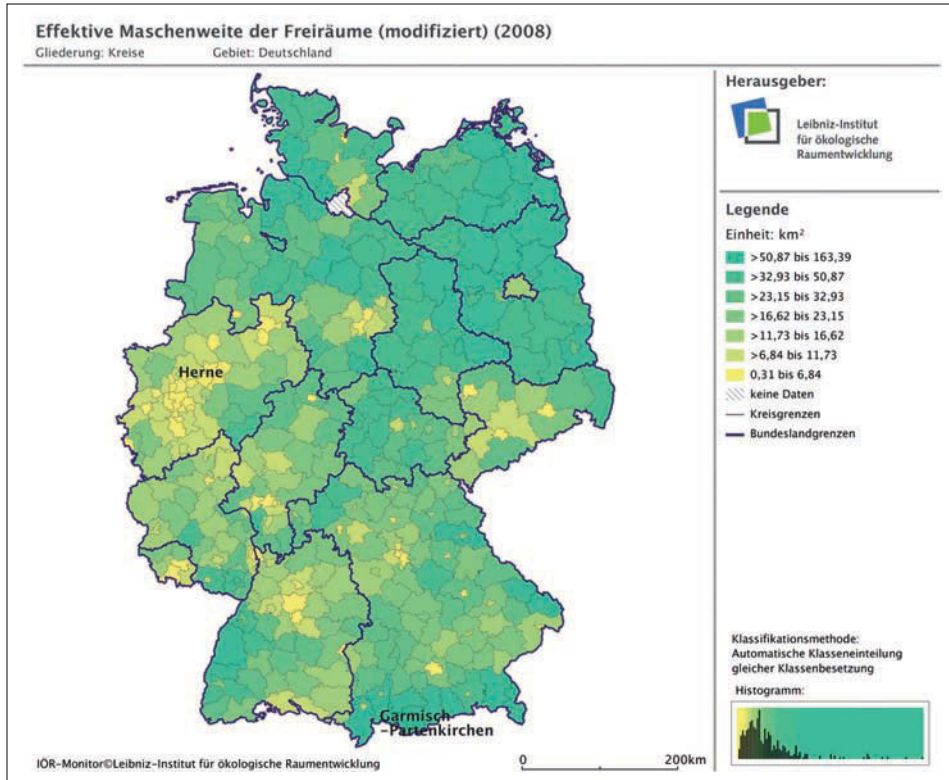 Effektive Maschenweite der Freiräume (modifiziert) (2008)
Gliederung: Kreise Gebiet: Deutschland
Herausgeber:
Leibniz-Institut
für ökologische
Raumentwicklung
Legende
Einheit: km²
>50,87 bis 163,39
>32,93 bis 50,87
>23,15 bis 32,93
>16,62 bis 23,15
>11,73 bis 16,62
>6,84 bis 11,73
0,31 bis 6,84
keine Daten
Kreisgrenzen
Bundeslandgrenzen
Herne
Garmisch-
-Partenkirchen
Klassifikationsmethode:
Automatische Klasseneinteilung
gleicher Klassenbesetzung
Histogramm:
IÖR-Monitor©Leibniz-Institut für ökologische Raumentwicklung
0 200km